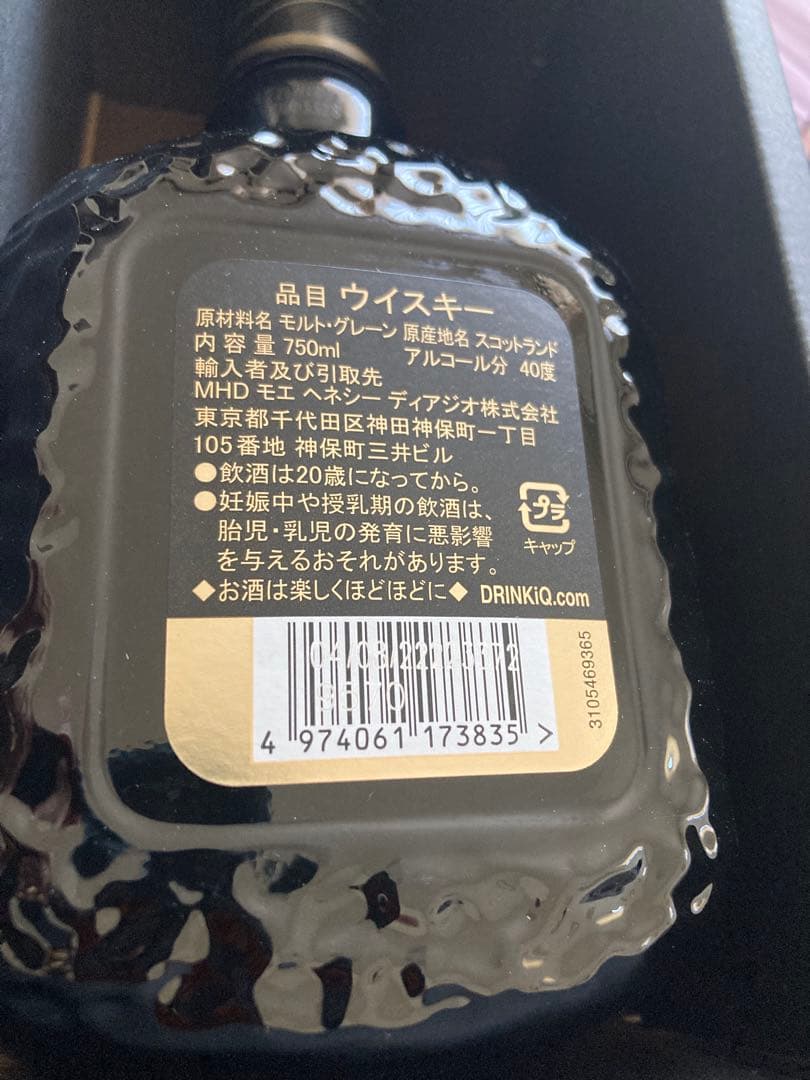 品目 ウイスキー
原材料名 モルト・グレーン 原産地名 スコットランド
内容量 750ml アルコール分 40度
輸入者及び引取先
MHD モエ ヘネシー ディアジオ株式会社
東京都千代田区神田神保町一丁目
105番地 神保町三井ビル
●飲酒は20歳になってから。
●妊娠中や授乳期の飲酒は、
胎児・乳児の発育に悪影響
を与えるおそれがあります。
プラ
キャップ
◆お酒は楽しくほどほどに◆ DRINKiQ.com
4 974061 173835 >
3105469365